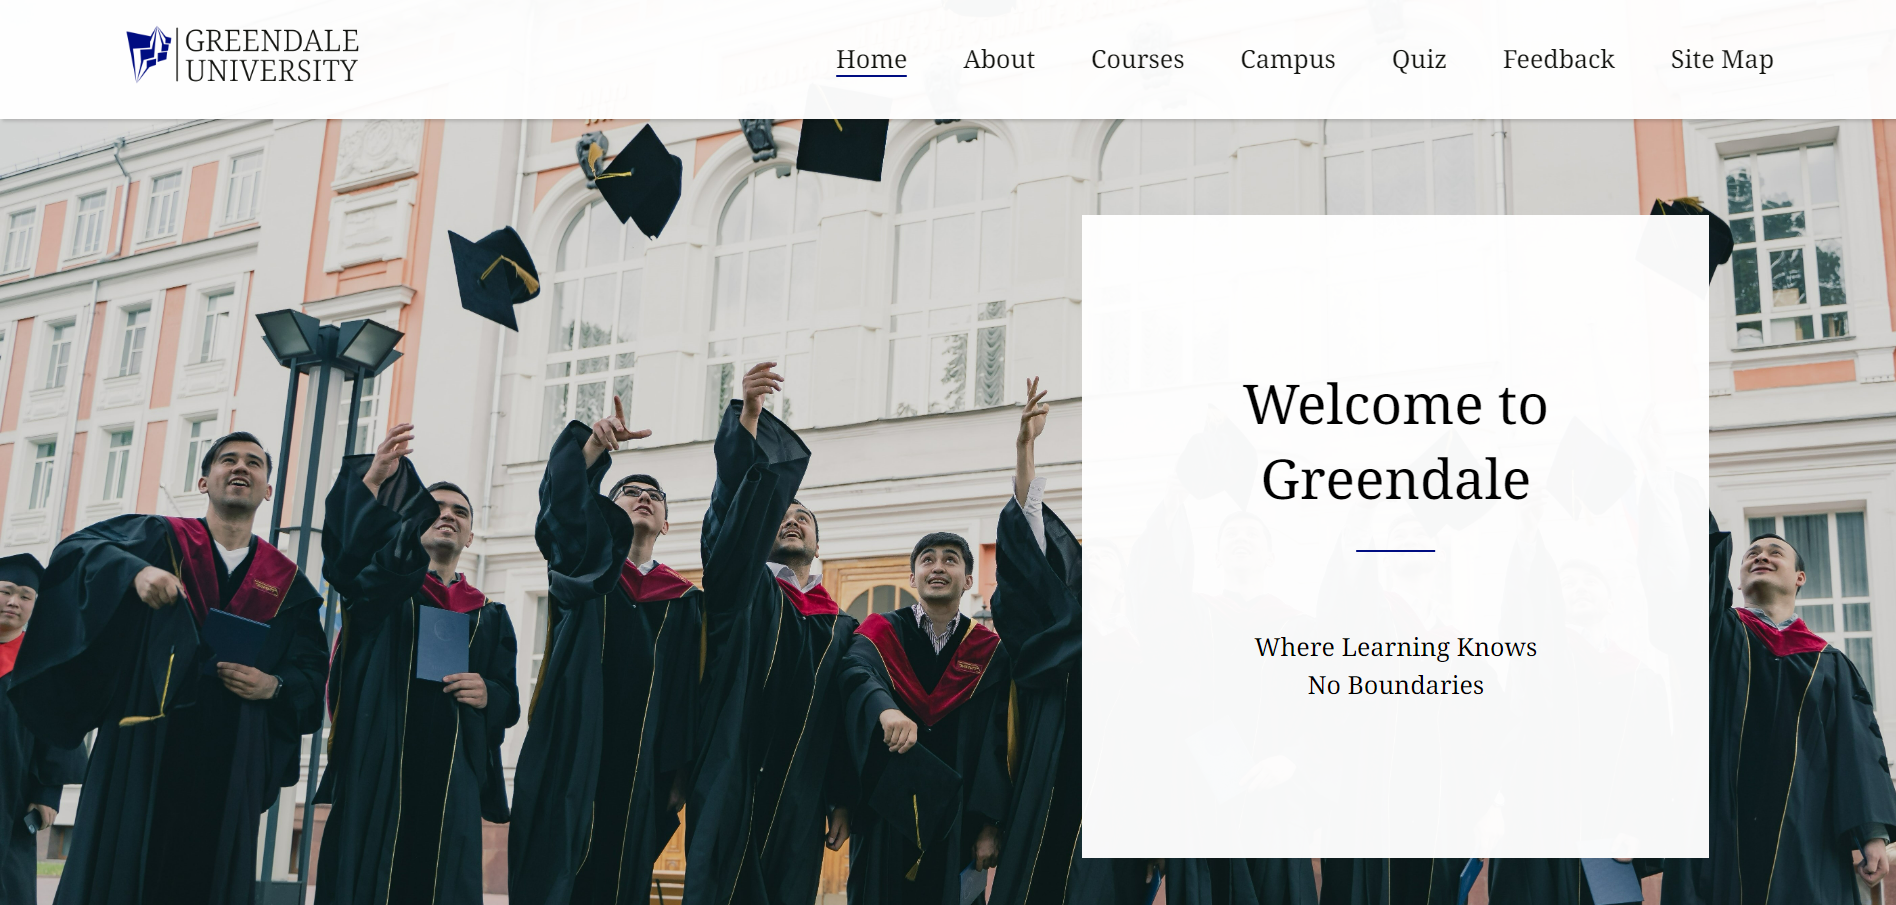 GREENDALE
UNIVERSITY
Home About Courses Campus Quiz Feedback Site Map
Welcome to
Greendale
Where Learning Knows
No Boundaries